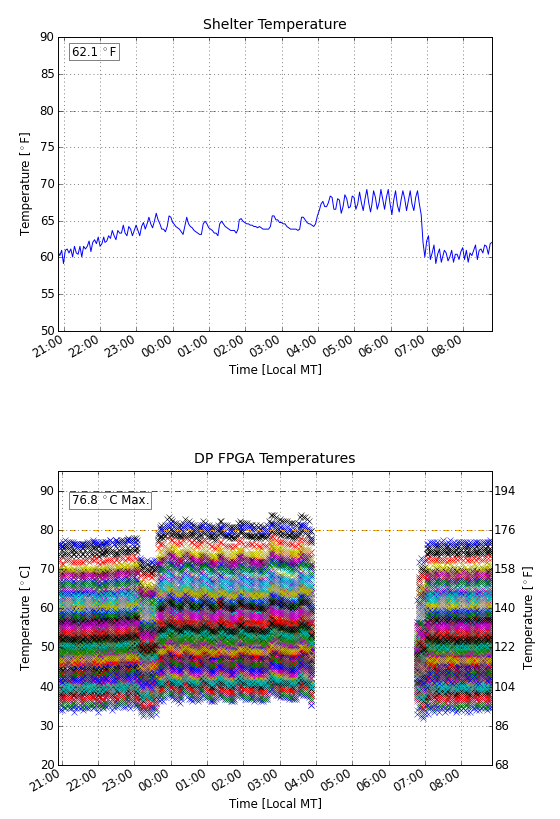 Shelter Temperature
62.1 °F
Temperature [°F]
90
85
80
75
70
65
60
55
50
21:00 22:00 23:00 00:00 01:00 02:00 03:00 04:00 05:00 06:00 07:00 08:00
Time [Local MT]
DP FPGA Temperatures
76.8 °C Max.
Temperature [°C]
90
80
70
60
50
40
30
20
194
176
158
140
122
104
86
68
Temperature [°F]
21:00 22:00 23:00 00:00 01:00 02:00 03:00 04:00 05:00 06:00 07:00 08:00
Time [Local MT]